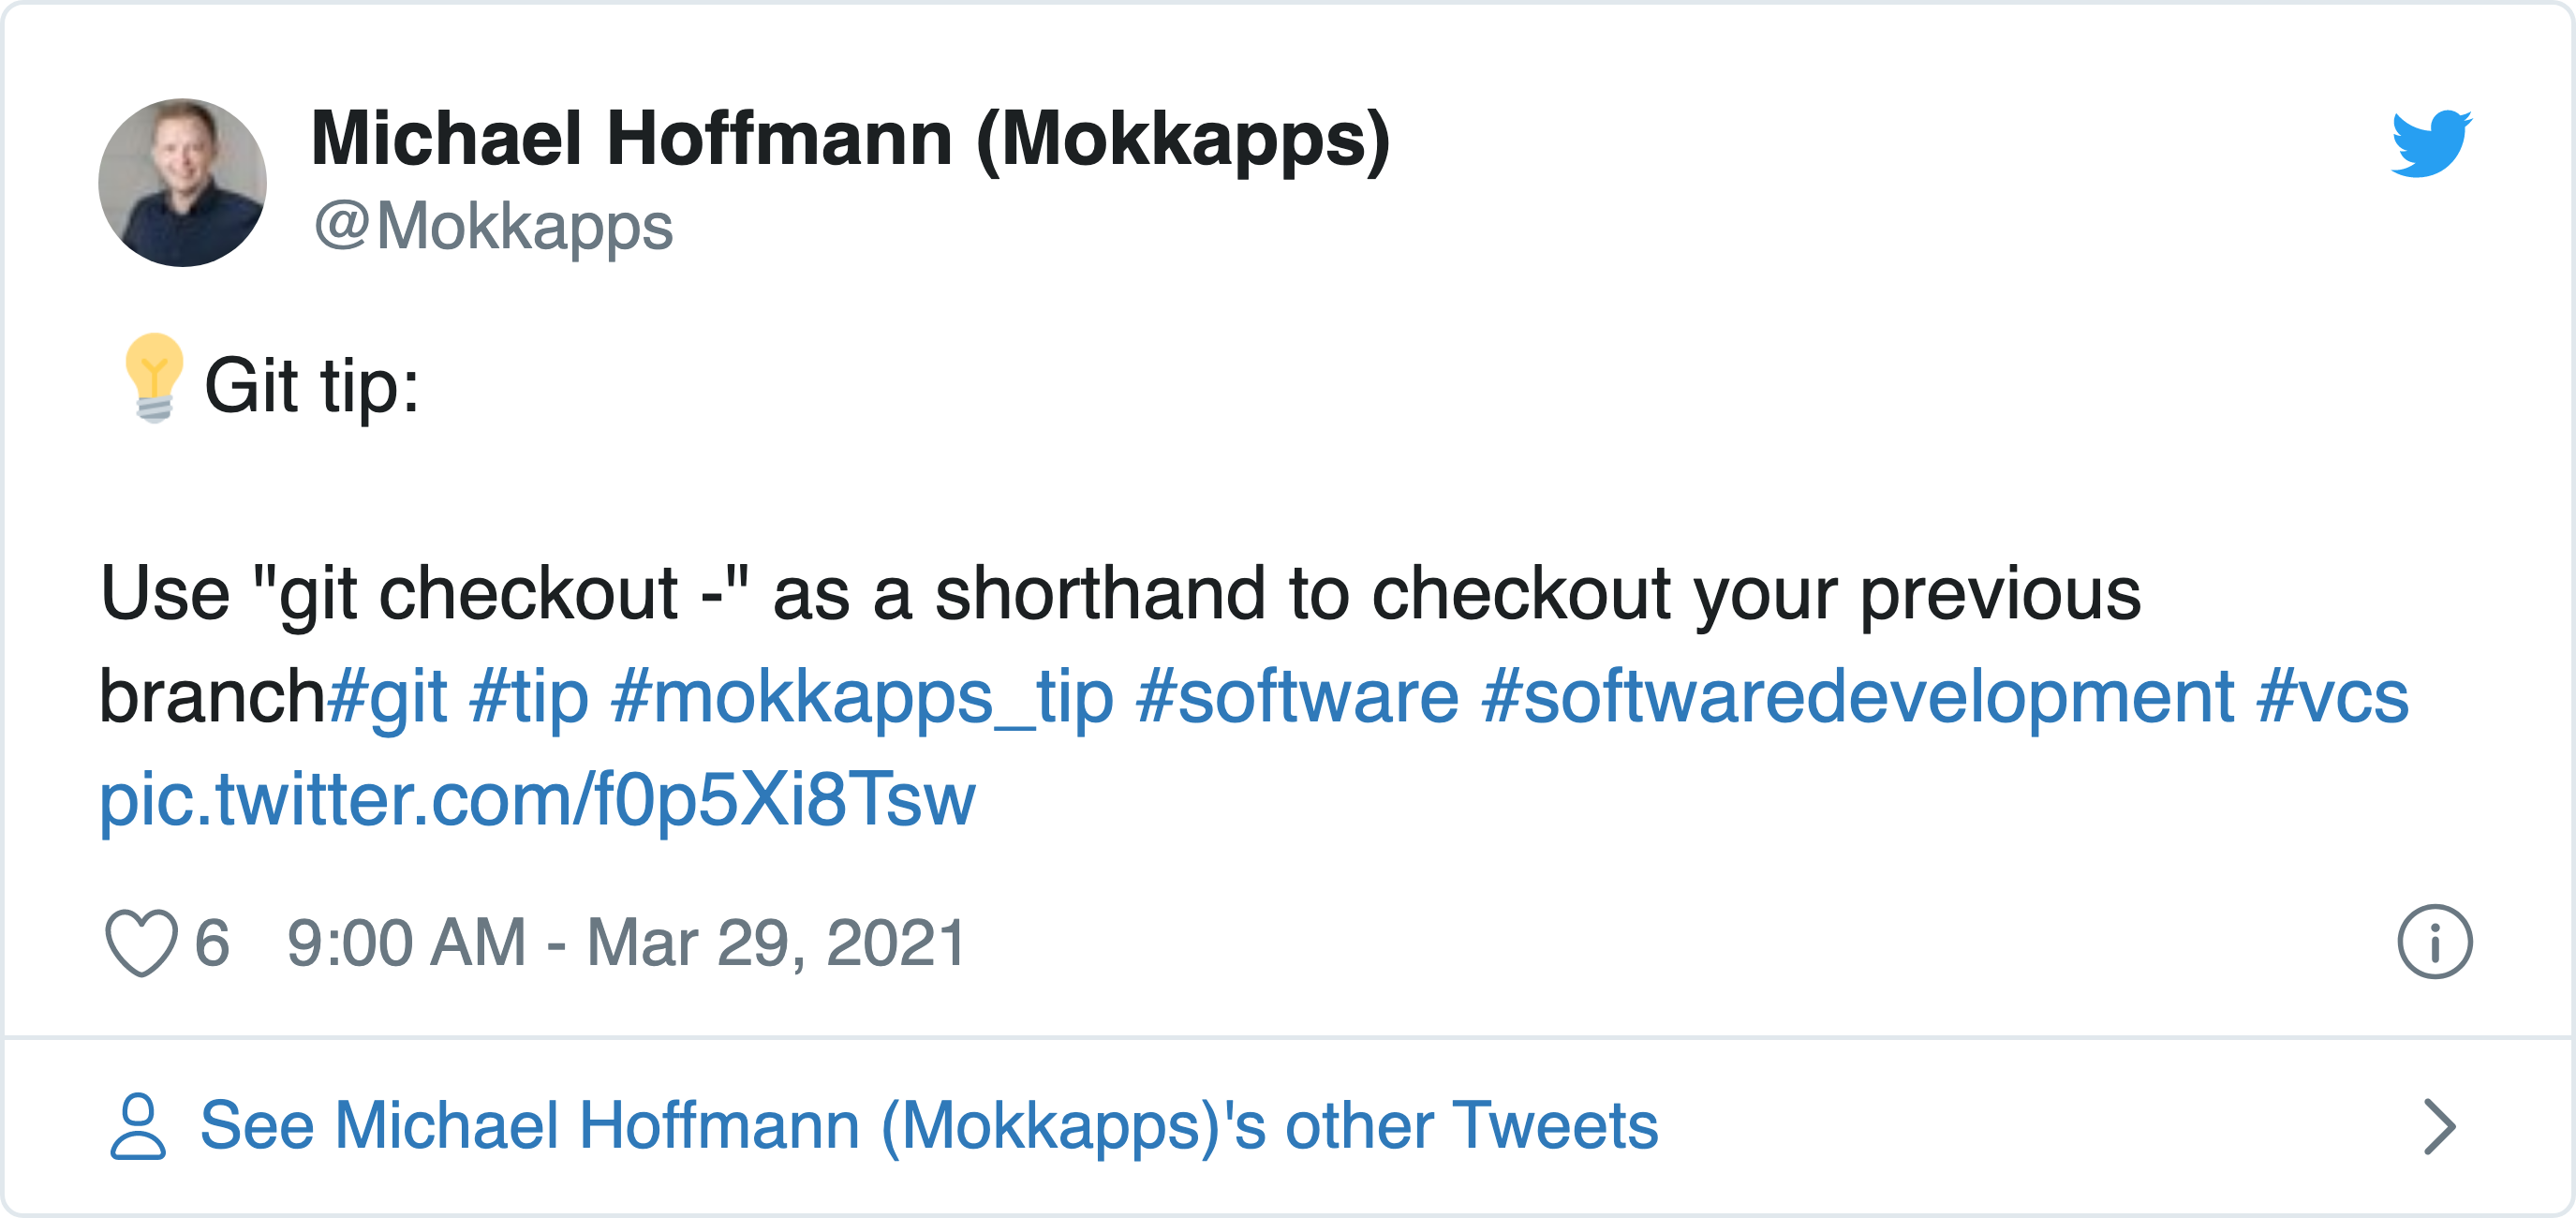 Michael Hoffmann (Mokkapps)
@Mokkapps
💡 Git tip:
Use "git checkout -" as a shorthand to checkout your previous
branch#git #tip #mokkapps_tip #software #softwaredevelopment #vcs
pic.twitter.com/f0p5Xi8Tsw
6 9:00 AM - Mar 29, 2021
See Michael Hoffmann (Mokkapps)'s other Tweets